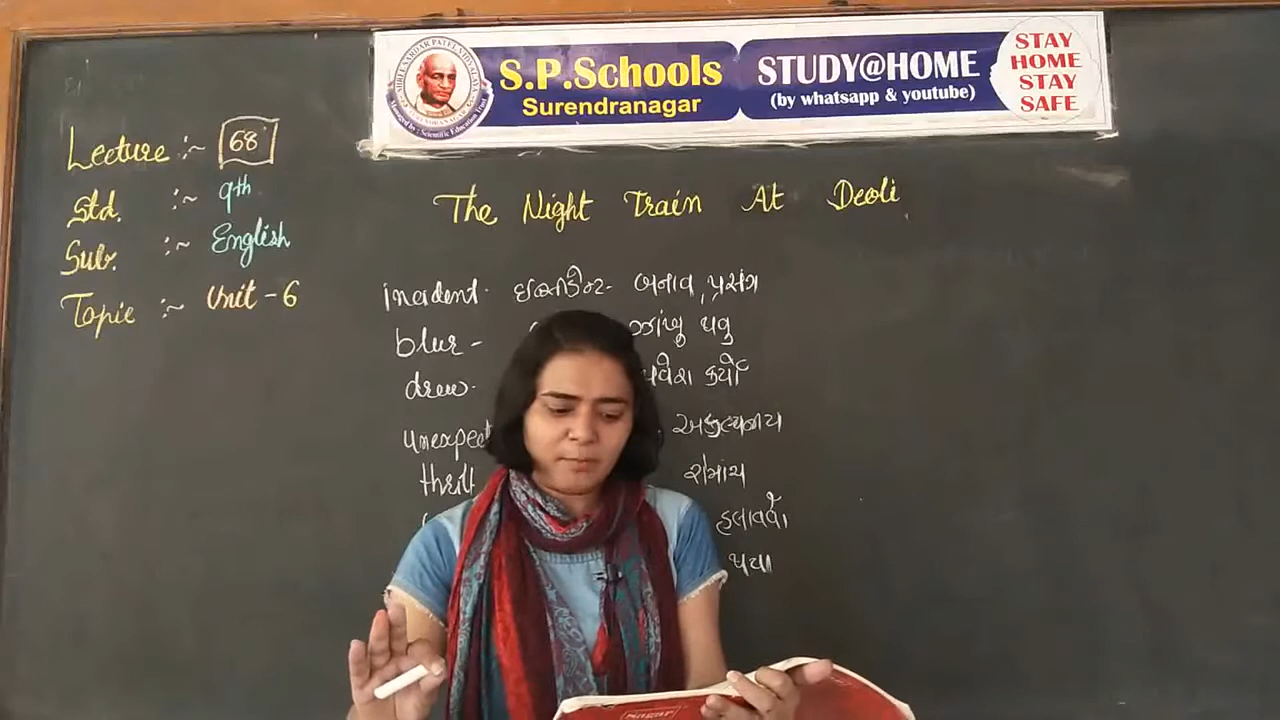 S.P.Schools
Surendranagar
STUDY@HOME
(by whatsapp & youtube)
STAY
HOME
STAY
SAFE
Lecture :~ 68
Std. :~ 9th
Sub. :~ English
Topic :~ Unit - 6
The Night Train At Deoli
incident - ઇન્સીડેન્ટ - બનાવ, પ્રસંગ
blur - ઝાંખુ થવુ
drew - પ્રવેશ કર્યો
unexpect અકલ્પનીય
thrill રોમાંચ
હલાવવો
થયા